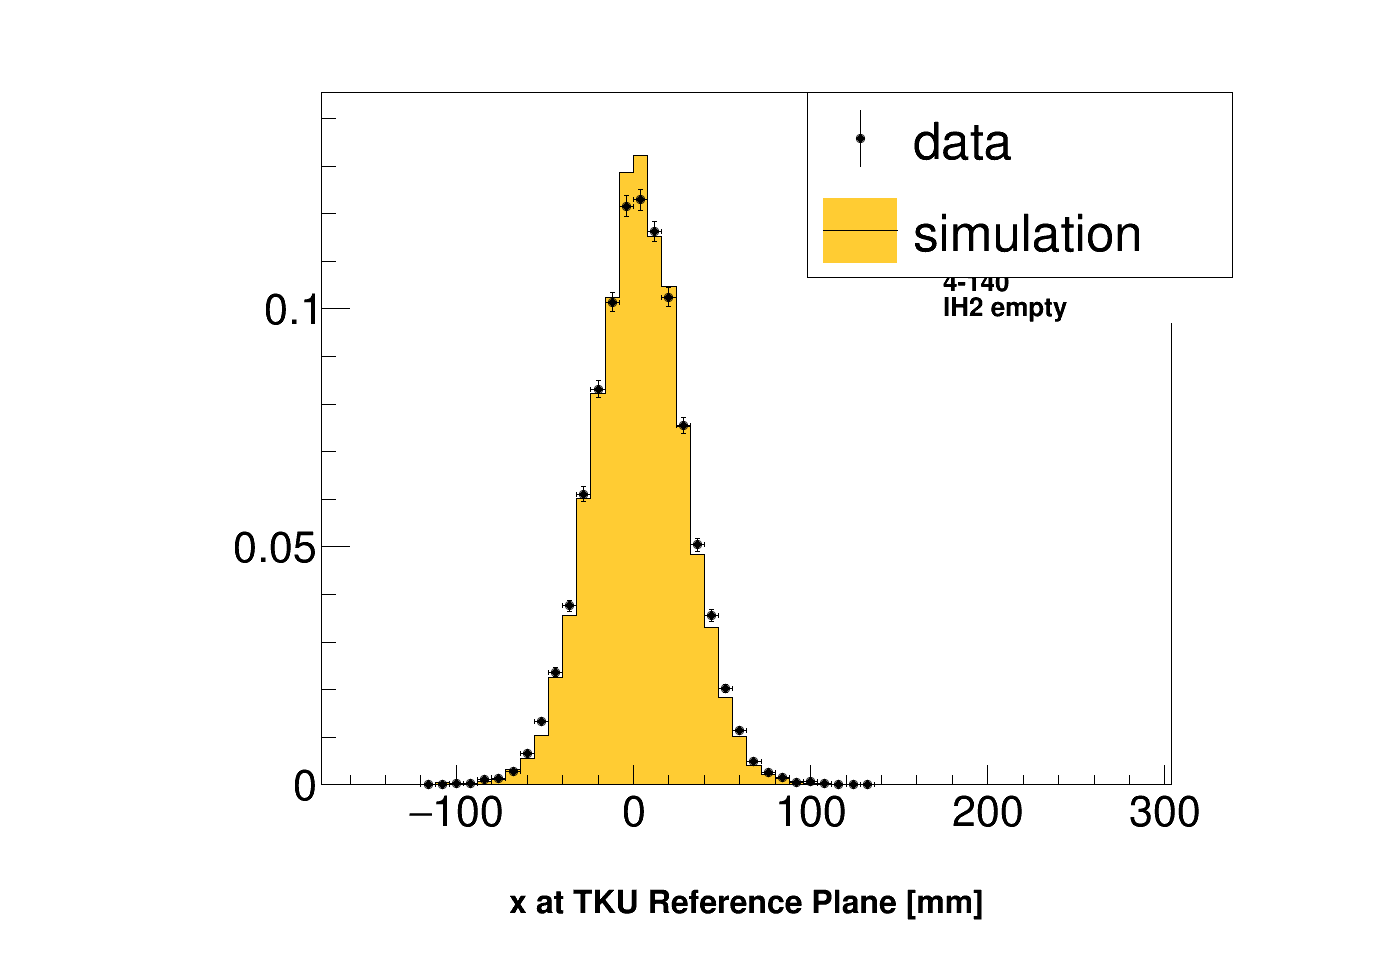 data
simulation
4-140
lH2 empty
0.1
0.05
0
−100 0 100 200 300
x at TKU Reference Plane [mm]